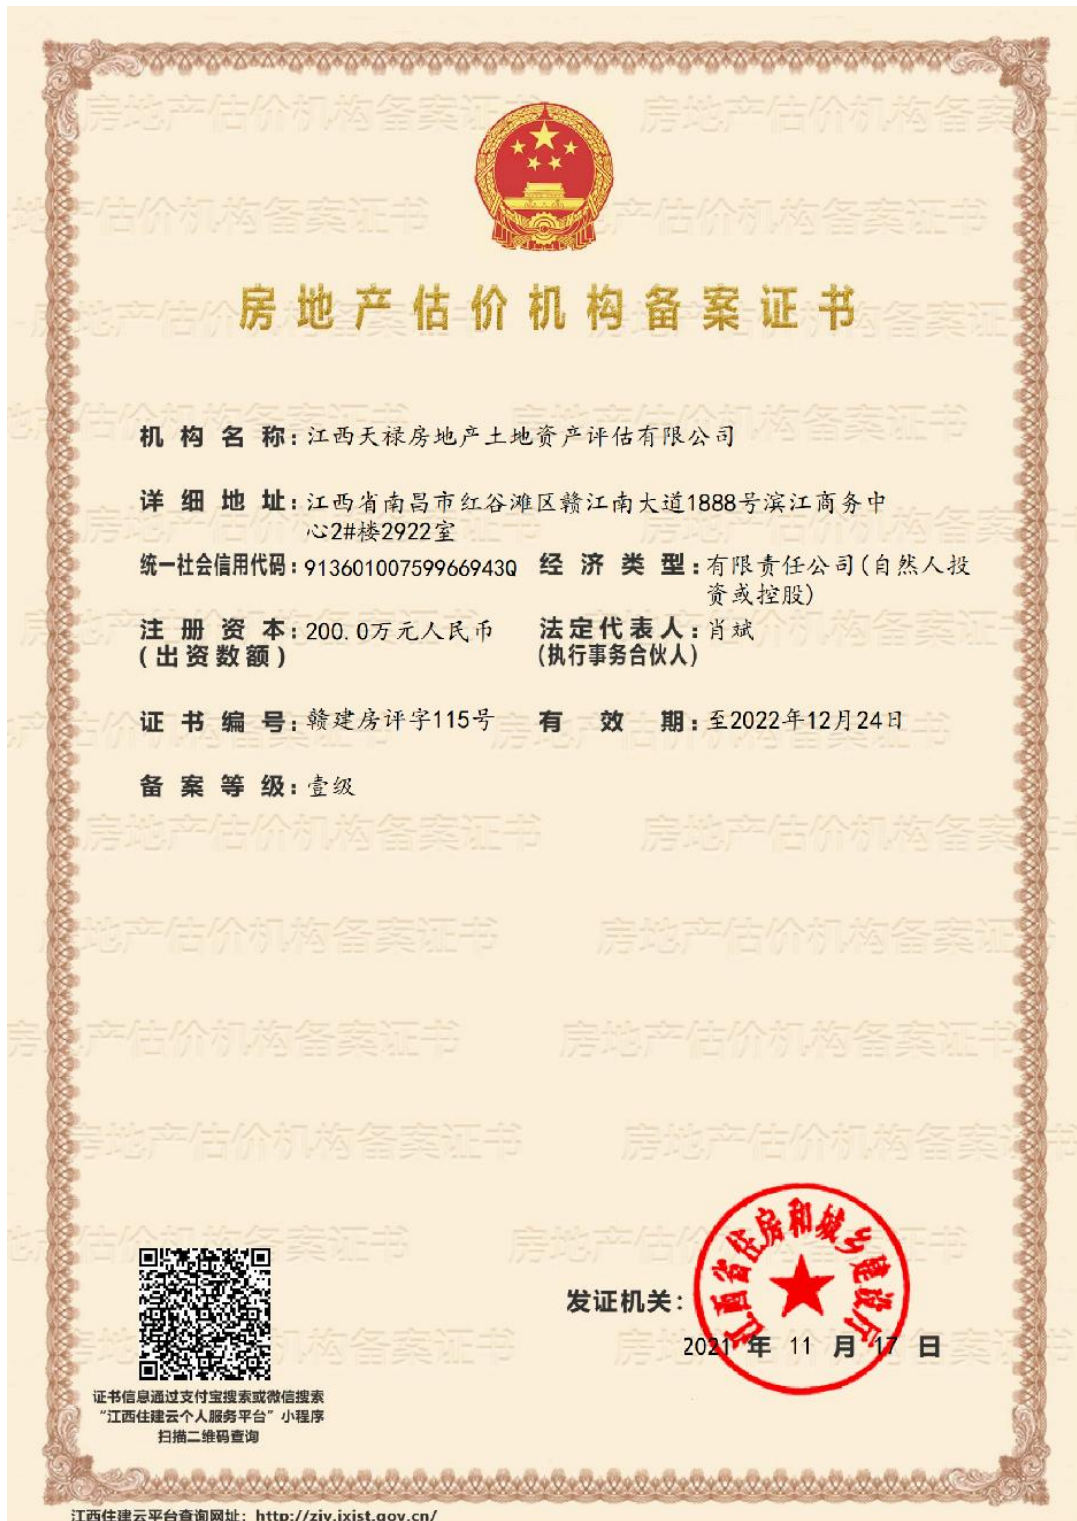 房地产估价机构备案证书
机构名称：江西天禄房地产土地资产评估有限公司
详细地址：江西省南昌市红谷滩区赣江南大道1888号滨江商务中
心2#楼2922室
统一社会信用代码：91360100759966943Q 经济类型：有限责任公司(自然人投
资或控股)
注册资本：200.0万元人民币 法定代表人：肖斌
(出资数额) (执行事务合伙人)
证书编号：赣建房评字115号 有效期：至2022年12月24日
备案等级：壹级
江西省住房和城乡建设厅
发证机关：
2021 年 11 月 17 日
证书信息通过支付宝搜索或微信搜索
“江西住建云个人服务平台”小程序
扫描二维码查询
江西住建云平台查询网址：http://zjy.jxjst.gov.cn/